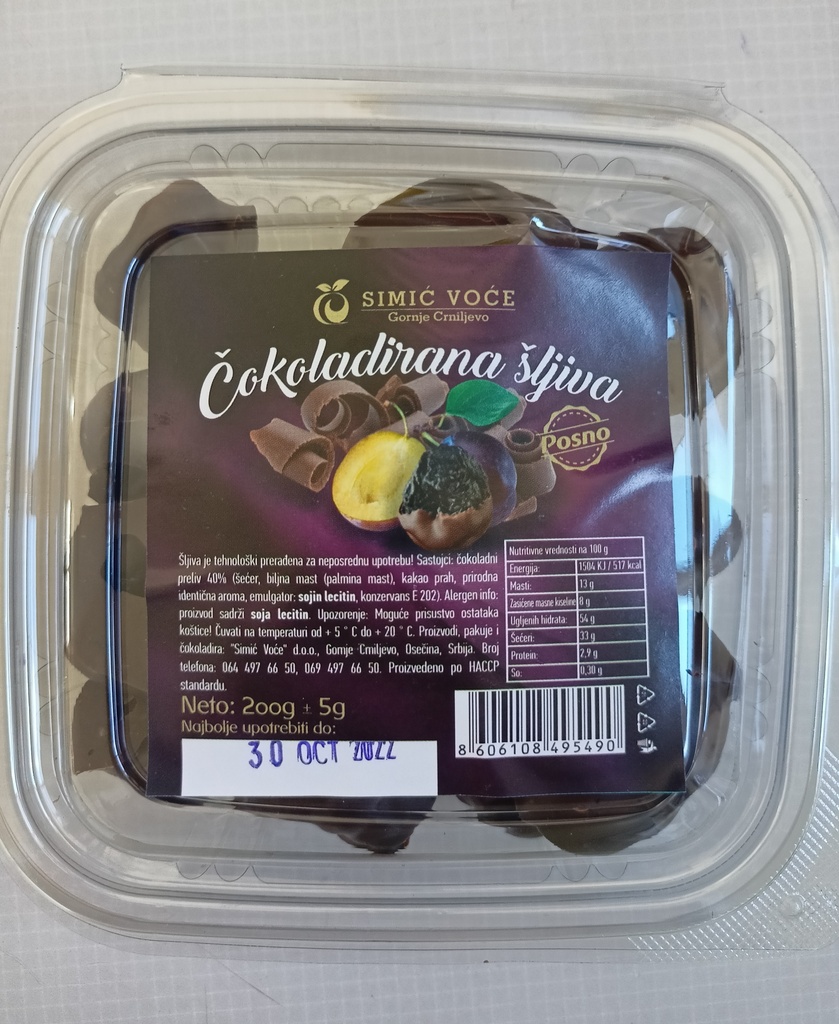 SIMIĆ VOĆE
Gornje Crniljevo
Čokoladirana šljiva
Posno
Šljiva je tehnološki prerađena za neposrednu upotrebu! Sastojci: čokoladni
preliv 40% (šećer, biljna mast (palmina mast), kakao prah, prirodna
identična aroma, emulgator: sojin lecitin, konzervans E 202). Alergen info:
proizvod sadrži soja lecitin. Upozorenje: Moguće prisustvo ostataka
koštice! Čuvati na temperaturi od + 5 ° C do + 20 ° C. Proizvodi, pakuje i
čokoladira: "Simić Voće" d.o.o., Gornje Crniljevo, Osečina, Srbija. Broj
telefona: 064 497 66 50, 069 497 66 50. Proizvedeno po HACCP
standardu.
Nutritivne vrednosti na 100 g
Energija: 1504 KJ / 517 kcal
Masti: 13 g
Zasićene masne kiseline: 8 g
Ugljenih hidrata: 54 g
Šećeri: 33 g
Protein: 2,9 g
So: 0,30 g
Neto: 200g ± 5g
Najbolje upotrebiti do:
30 OCT 2022
8 606108 495490